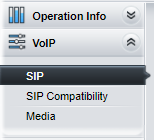 Operation Info
VoIP
SIP
SIP Compatibility
Media